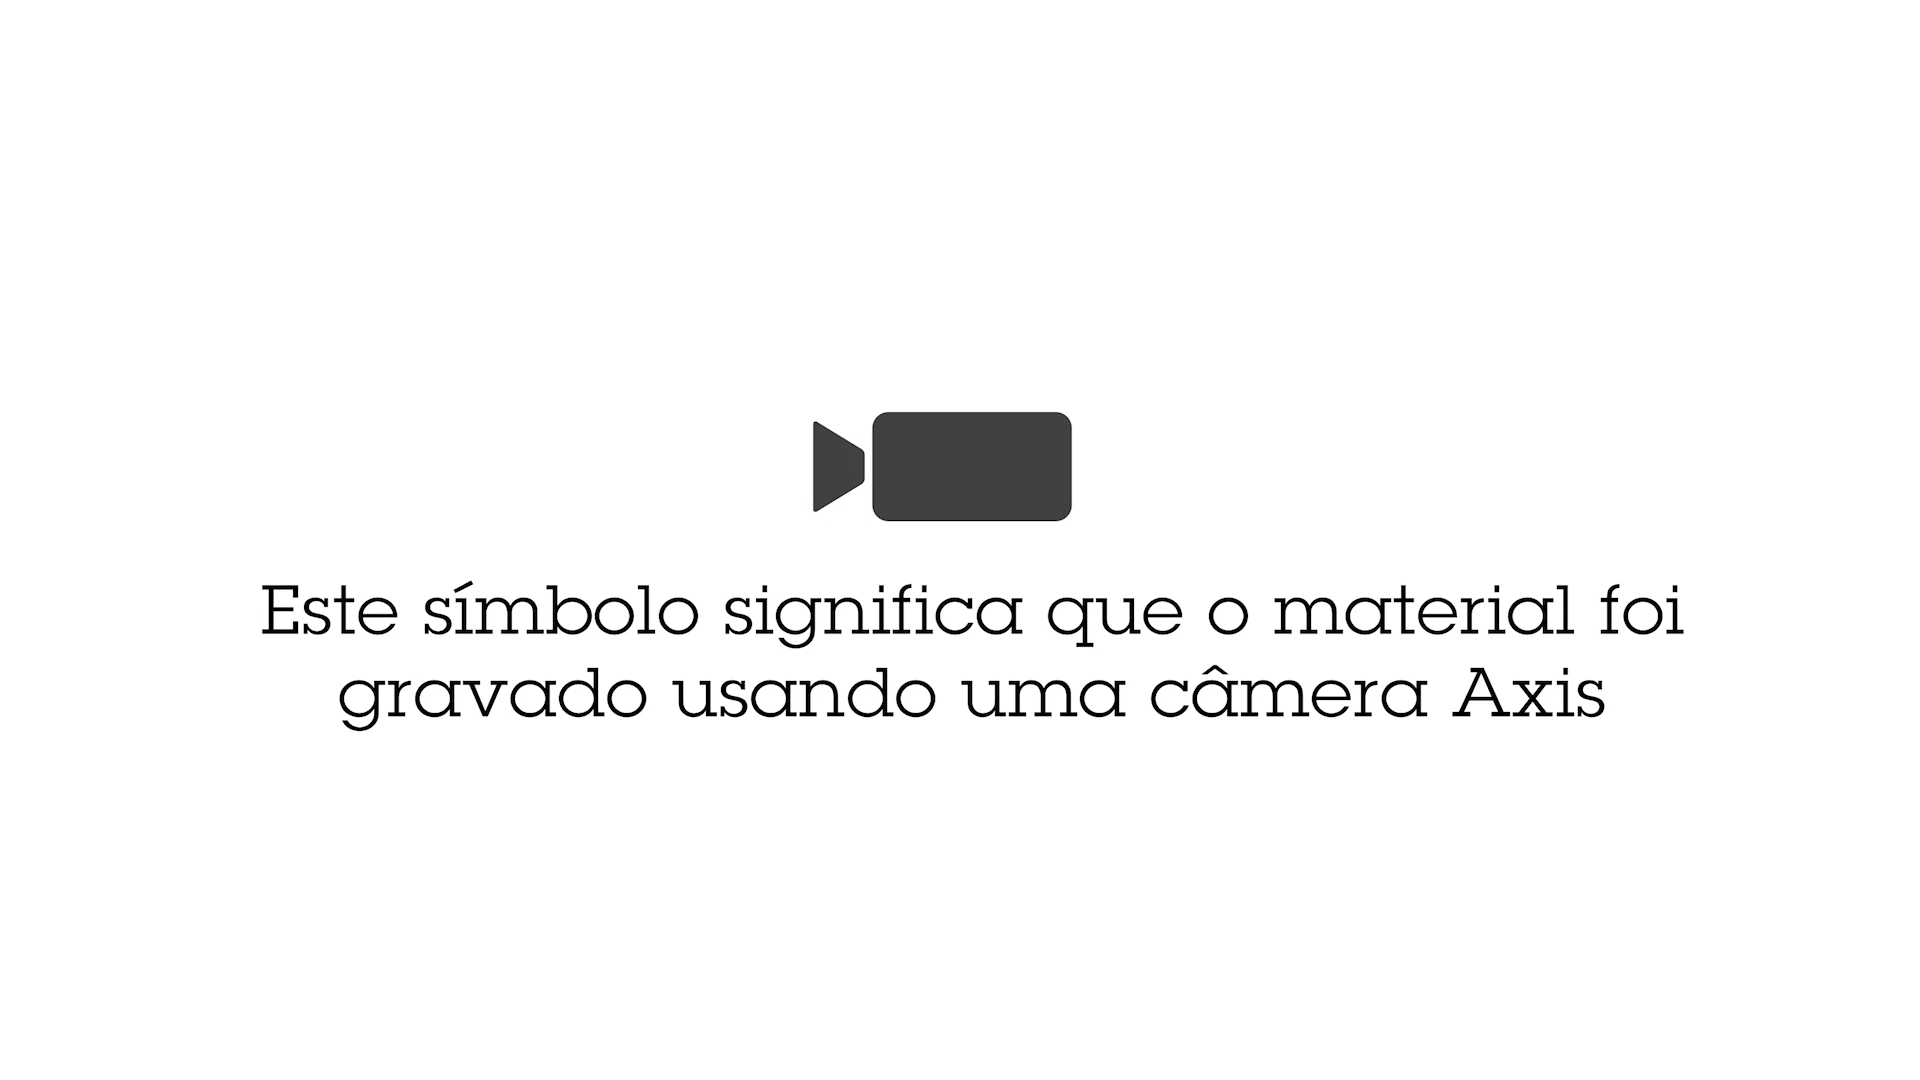 Este símbolo significa que o material foi
gravado usando uma câmera Axis